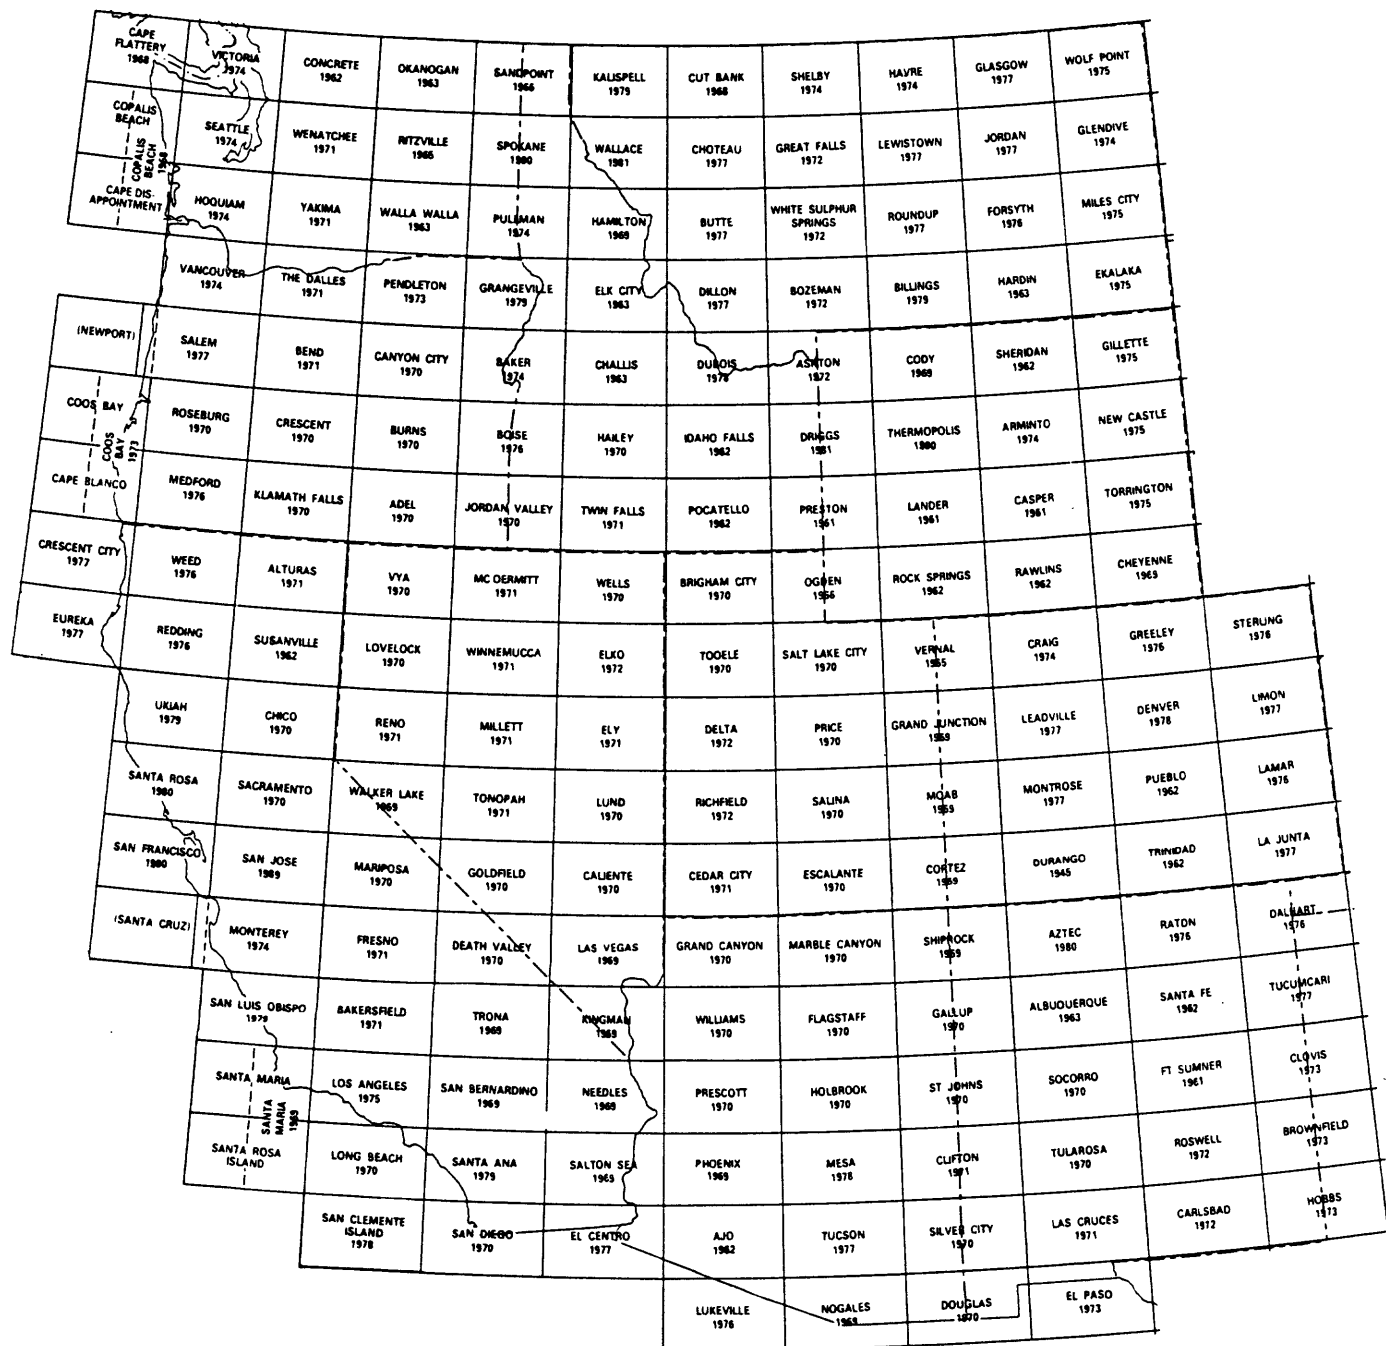 CAPE
FLATTERY
1968
VICTORIA
1974
CONCRETE
1962
OKANOGAN
1963
SANDPOINT
1966
KALISPELL
1979
CUT BANK
1968
SHELBY
1974
HAVRE
1974
GLASGOW
1977
WOLF POINT
1975
COPALIS
BEACH
COPALIS
BEACH
1968
SEATTLE
1974
WENATCHEE
1971
RITZVILLE
1965
SPOKANE
1980
WALLACE
1981
CHOTEAU
1977
GREAT FALLS
1972
LEWISTOWN
1977
JORDAN
1977
GLENDIVE
1974
CAPE DIS-
APPOINTMENT
HOQUIAM
1974
YAKIMA
1971
WALLA WALLA
1963
PULLMAN
1974
HAMILTON
1969
BUTTE
1977
WHITE SULPHUR
SPRINGS
1972
ROUNDUP
1977
FORSYTH
1976
MILES CITY
1975
VANCOUVER
1974
THE DALLES
1971
PENDLETON
1973
GRANGEVILLE
1979
ELK CITY
1963
DILLON
1977
BOZEMAN
1972
BILLINGS
1979
HARDIN
1963
EKALAKA
1975
(NEWPORT)
SALEM
1977
BEND
1971
CANYON CITY
1970
BAKER
1974
CHALLIS
1963
DUBOIS
1978
ASHTON
1972
CODY
1969
SHERIDAN
1962
GILLETTE
1975
COOS BAY
COOS
BAY
1973
ROSEBURG
1970
CRESCENT
1970
BURNS
1970
BOISE
1976
HAILEY
1970
IDAHO FALLS
1962
DRIGGS
1981
THERMOPOLIS
1980
ARMINTO
1974
NEW CASTLE
1975
CAPE BLANCO
MEDFORD
1976
KLAMATH FALLS
1970
ADEL
1970
JORDAN VALLEY
1970
TWIN FALLS
1971
POCATELLO
1962
PRESTON
1961
LANDER
1961
CASPER
1961
TORRINGTON
1975
CRESCENT CITY
1977
WEED
1976
ALTURAS
1971
VYA
1970
MC DERMITT
1971
WELLS
1970
BRIGHAM CITY
1970
OGDEN
1966
ROCK SPRINGS
1962
RAWLINS
1962
CHEYENNE
1963
EUREKA
1977
REDDING
1976
SUSANVILLE
1962
LOVELOCK
1970
WINNEMUCCA
1971
ELKO
1972
TOOELE
1970
SALT LAKE CITY
1970
VERNAL
1965
CRAIG
1974
GREELEY
1976
STERLING
1976
UKIAH
1979
CHICO
1970
RENO
1971
MILLETT
1971
ELY
1971
DELTA
1972
PRICE
1970
GRAND JUNCTION
1969
LEADVILLE
1977
DENVER
1978
LIMON
1977
SANTA ROSA
1980
SACRAMENTO
1970
WALKER LAKE
1969
TONOPAH
1971
LUND
1970
RICHFIELD
1972
SALINA
1970
MOAB
1969
MONTROSE
1977
PUEBLO
1962
LAMAR
1976
SAN FRANCISCO
1980
SAN JOSE
1989
MARIPOSA
1970
GOLDFIELD
1970
CALIENTE
1970
CEDAR CITY
1971
ESCALANTE
1970
CORTEZ
1969
DURANGO
1945
TRINIDAD
1962
LA JUNTA
1977
(SANTA CRUZ)
MONTEREY
1974
FRESNO
1971
DEATH VALLEY
1970
LAS VEGAS
1969
GRAND CANYON
1970
MARBLE CANYON
1970
SHIPROCK
1969
AZTEC
1980
RATON
1976
DALHART
1976
SAN LUIS OBISPO
1979
BAKERSFIELD
1971
TRONA
1969
KINGMAN
1969
WILLIAMS
1970
FLAGSTAFF
1970
GALLUP
1970
ALBUQUERQUE
1963
SANTA FE
1962
TUCUMCARI
1977
SANTA MARIA
SANTA
MARIA
1969
LOS ANGELES
1975
SAN BERNARDINO
1969
NEEDLES
1969
PRESCOTT
1970
HOLBROOK
1970
ST JOHNS
1970
SOCORRO
1970
FT SUMNER
1961
CLOVIS
1973
SANTA ROSA
ISLAND
LONG BEACH
1970
SANTA ANA
1979
SALTON SEA
1969
PHOENIX
1969
MESA
1978
CLIFTON
1971
TULAROSA
1970
ROSWELL
1972
BROWNFIELD
1973
SAN CLEMENTE
ISLAND
1978
SAN DIEGO
1970
EL CENTRO
1977
AJO
1962
TUCSON
1977
SILVER CITY
1970
LAS CRUCES
1971
CARLSBAD
1972
HOBBS
1973
LUKEVILLE
1976
NOGALES
1969
DOUGLAS
1970
EL PASO
1973